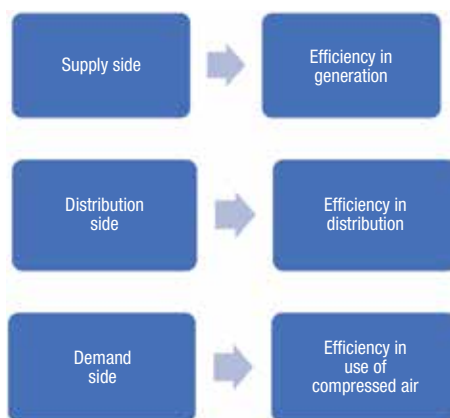 Supply side
Efficiency in
generation
Distribution
side
Efficiency in
distribution
Demand
side
Efficiency in
use of
compressed air